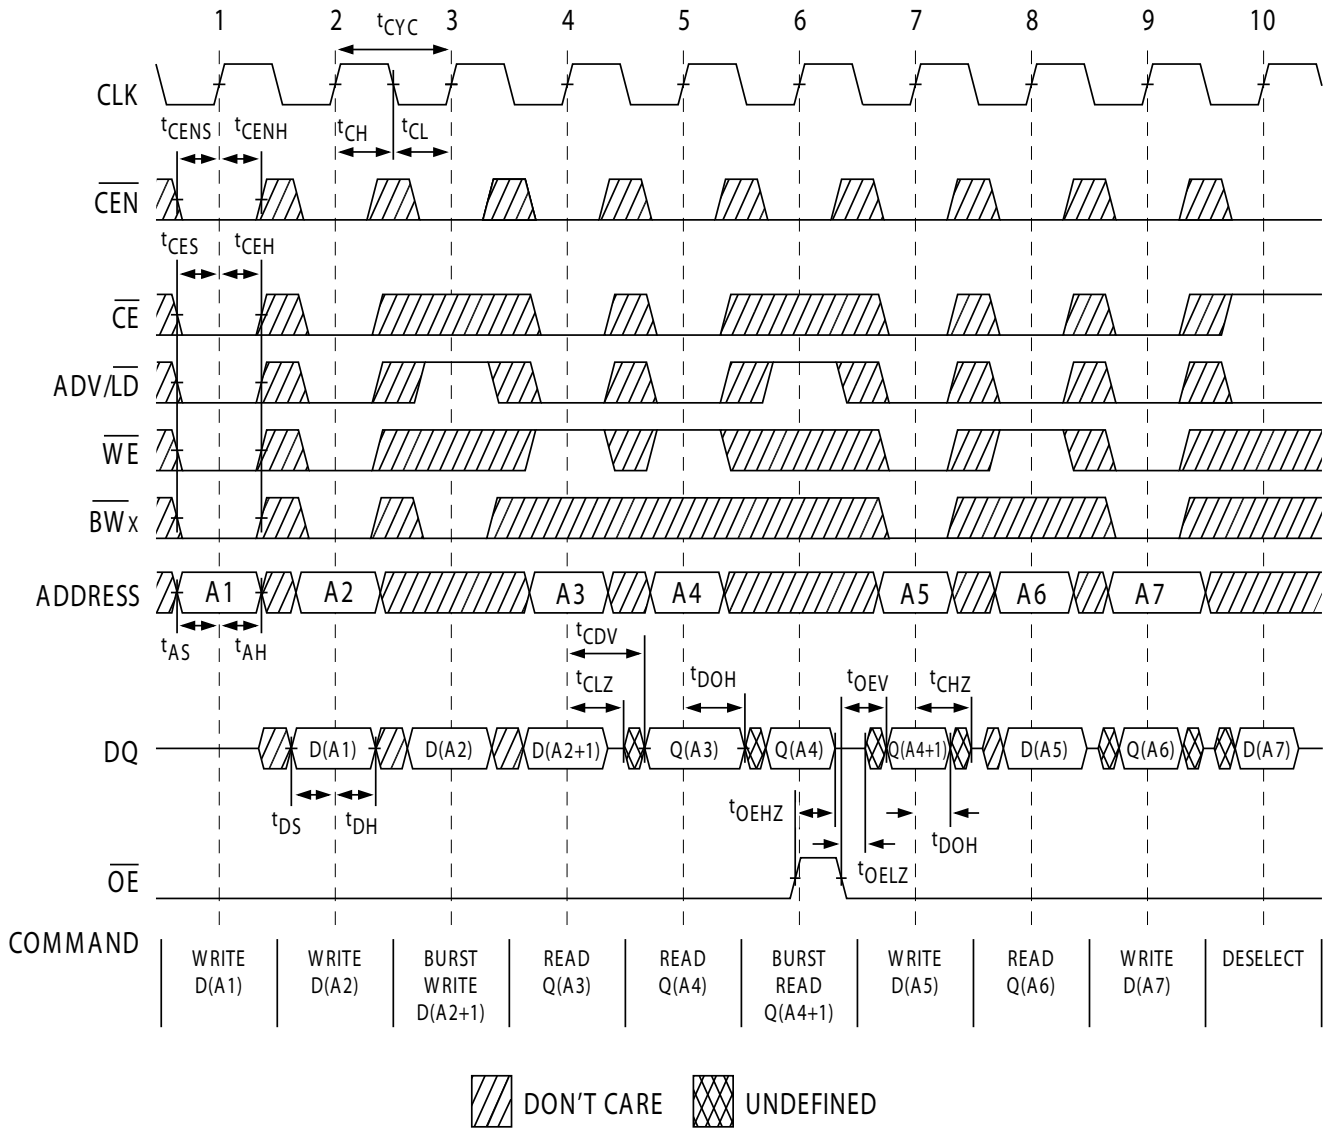 1 2 3 4 5 6 7 8 9 10
tCYC
CLK
tCENS tCENH tCH tCL
CEN
tCES tCEH
CE
ADV/LD
WE
BWx
ADDRESS A1 A2 A3 A4 A5 A6 A7
tAS tAH tCDV
tCLZ tDOH tOEV tCHZ
DQ D(A1) D(A2) D(A2+1) Q(A3) Q(A4) Q(A4+1) D(A5) Q(A6) D(A7)
tDS tDH tOEHZ tDOH
tOELZ
OE
COMMAND
WRITE WRITE BURST READ READ BURST WRITE READ WRITE DESELECT
D(A1) D(A2) WRITE Q(A3) Q(A4) READ D(A5) Q(A6) D(A7)
D(A2+1) Q(A4+1)
DON'T CARE UNDEFINED